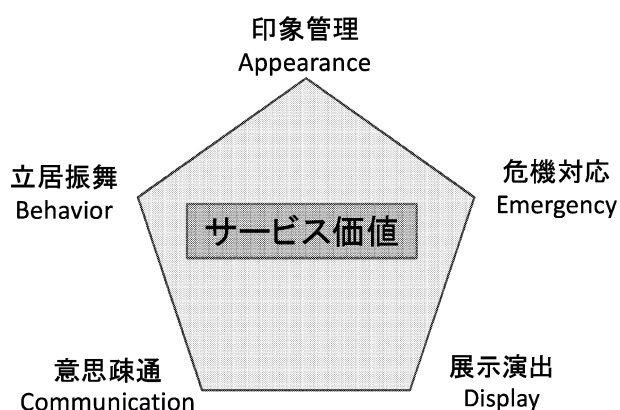 印象管理
Appearance
立居振舞
Behavior
危機対応
Emergency
サービス価値
意思疎通
Communication
展示演出
Display